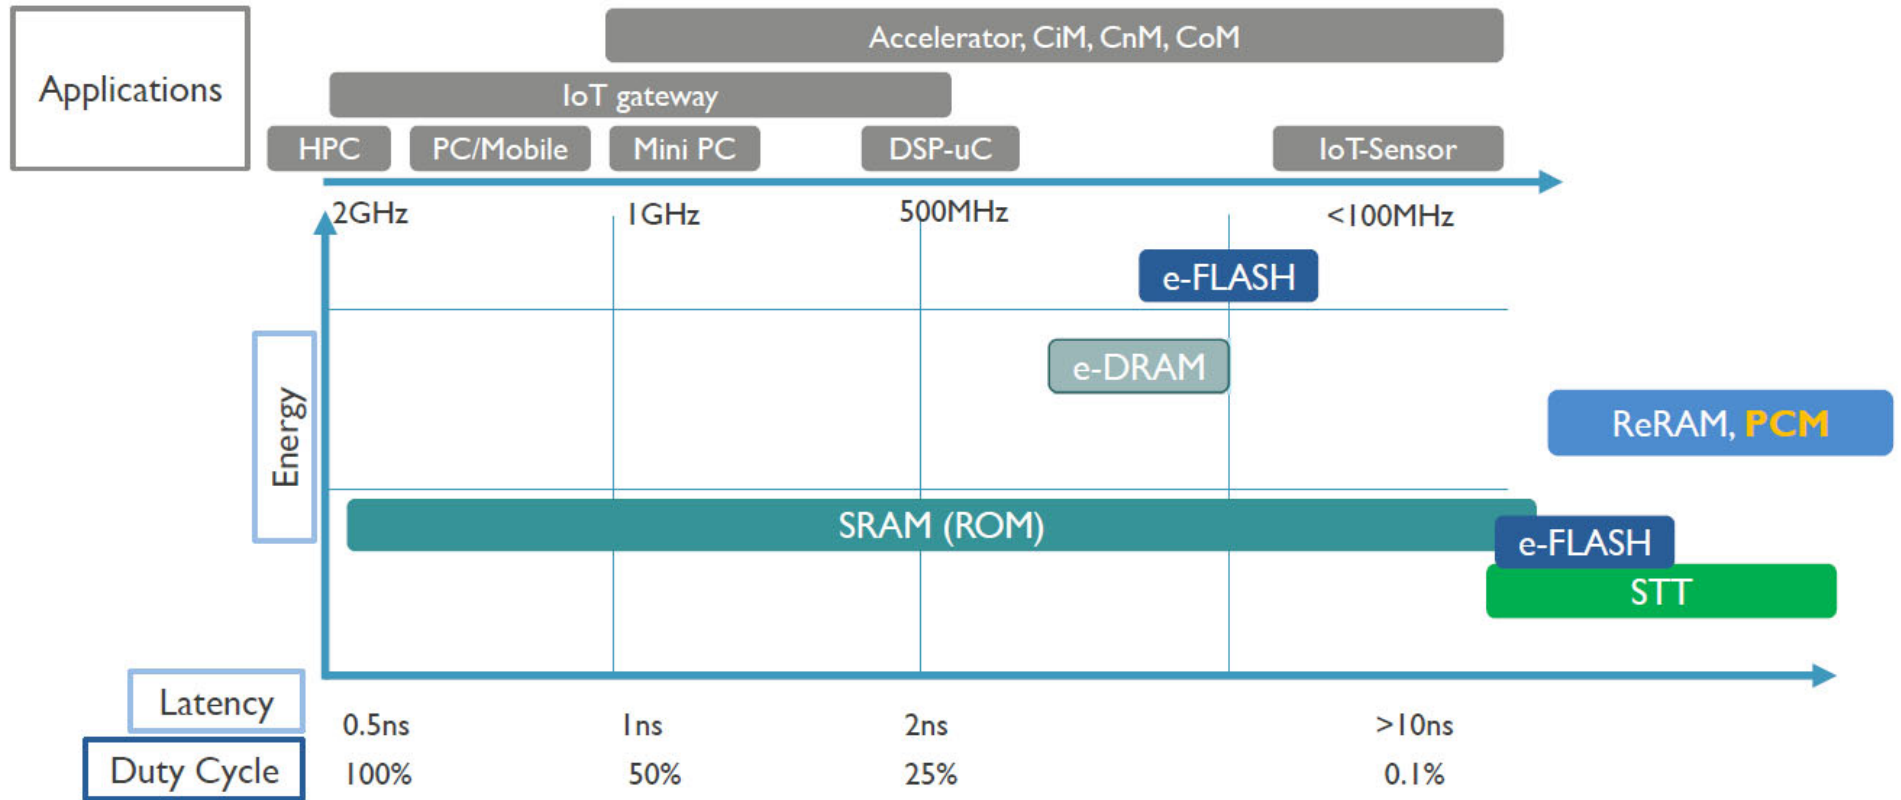 Applications
Accelerator, CiM, CnM, CoM
IoT gateway
HPC
PC/Mobile
Mini PC
DSP-uC
IoT-Sensor
2GHz
1GHz
500MHz
<100MHz
e-FLASH
e-DRAM
Energy
ReRAM, PCM
SRAM (ROM)
e-FLASH
STT
Latency
0.5ns
1ns
2ns
>10ns
Duty Cycle
100%
50%
25%
0.1%